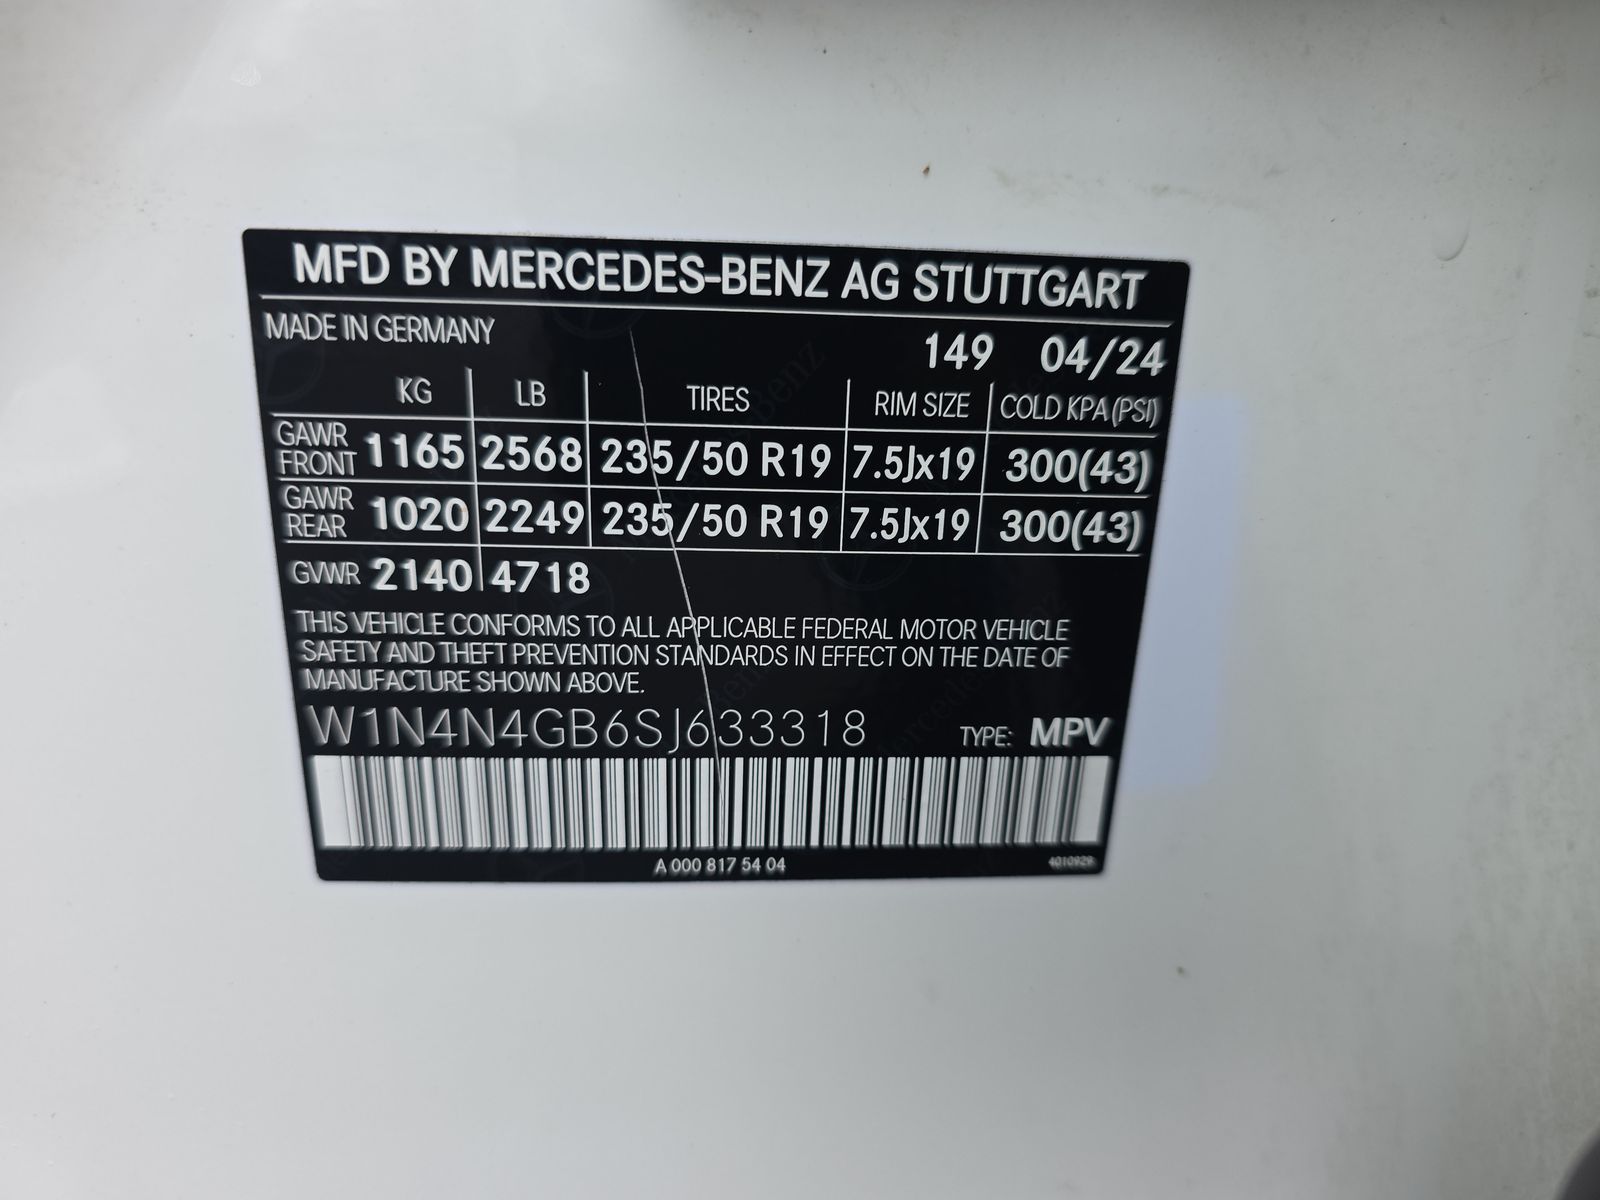 MFD BY MERCEDES-BENZ AG STUTTGART
MADE IN GERMANY 149 04/24
KG LB TIRES RIM SIZE COLD KPA(PSI)
GAWR FRONT 1165 2568 235/50 R19 7.5Jx19 300(43)
GAWR REAR 1020 2249 235/50 R19 7.5Jx19 300(43)
GVWR 2140 4718
THIS VEHICLE CONFORMS TO ALL APPLICABLE FEDERAL MOTOR VEHICLE
SAFETY AND THEFT PREVENTION STANDARDS IN EFFECT ON THE DATE OF
MANUFACTURE SHOWN ABOVE.
W1N4N4GB6SJ633318 TYPE: MPV
A 000 817 54 04 4010929